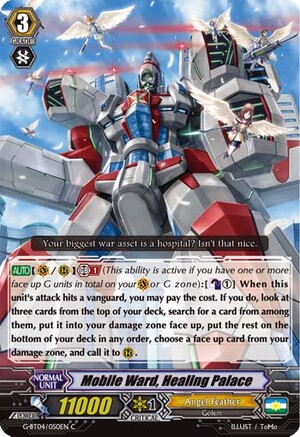 3
GRADE
Your biggest war asset is a hospital? Isn't that nice.
AUTO [ / ] 1 (This ability is active if you have one or more
face up G units in total on your or G zone):[ ①] When this
unit's attack hits a vanguard, you may pay the cost. If you do, look at
three cards from the top of your deck, search for a card from among
them, put it into your damage zone face up, put the rest on
the bottom of your deck in any order, choose a face up card from your
damage zone, and call it to .
NORMAL
UNIT
Mobile Ward, Healing Palace
POWER
11000
1
CRITICAL
Angel Feather
Golem
G-BT04/050EN C
ILLUST / ToMo